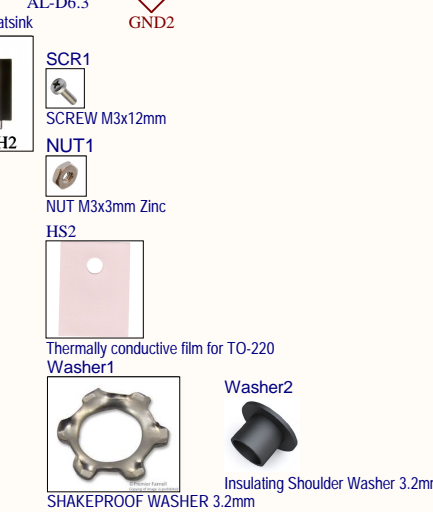 AL-D6.3
atsink
GND2
SCR1
SCREW M3x12mm
H2
NUT1
NUT M3x3mm Zinc
HS2
Thermally conductive film for TO-220
Washer1
Washer2
Insulating Shoulder Washer 3.2mm
SHAKEPROOF WASHER 3.2mm